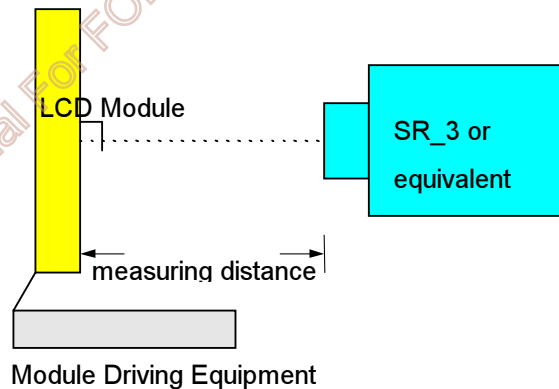 LCD Module
SR_3 or
equivalent
measuring distance
Module Driving Equipment